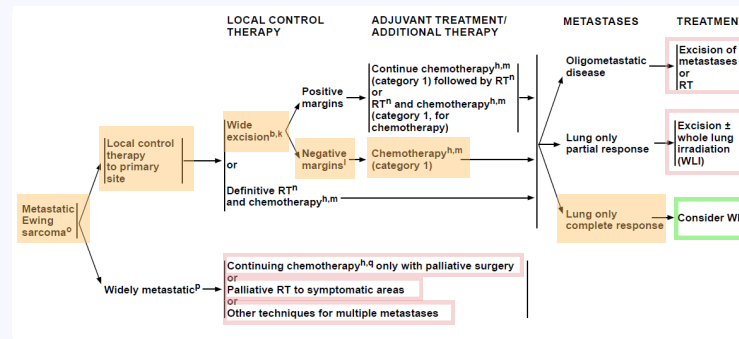 LOCAL CONTROL
THERAPY
ADJUVANT TREATMENT/
ADDITIONAL THERAPY
METASTASES
TREATMENT
Metastatic
Ewing
sarcomaº
Local control
therapy
to primary
site
Wide
excisionb,k
or
Definitive RTn
and chemotherapyh,m
Positive
margins
Negative
marginsl
Continue chemotherapyh,m
(category 1) followed by RTn
or
RTn and chemotherapyh,m
(category 1, for
chemotherapy)
Chemotherapyh,m
(category 1)
Oligometastatic
disease
Excision of
metastases
or
RT
Lung only
partial response
Excision ±
whole lung
irradiation
(WLI)
Lung only
complete response
Consider
Widely metastaticp
Continuing chemotherapyh,q only with palliative surgery
or
Palliative RT to symptomatic areas
or
Other techniques for multiple metastases